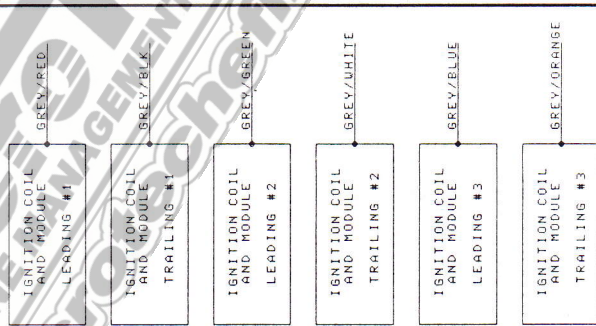 GREY/RED
IGNITION COIL
AND MODULE
LEADING #1
GREY/BLK
IGNITION COIL
AND MODULE
TRAILING #1
GREY/GREEN
IGNITION COIL
AND MODULE
LEADING #2
GREY/WHITE
IGNITION COIL
AND MODULE
TRAILING #2
GREY/BLUE
IGNITION COIL
AND MODULE
LEADING #3
GREY/ORANGE
IGNITION COIL
AND MODULE
TRAILING #3
MANAGEMENT